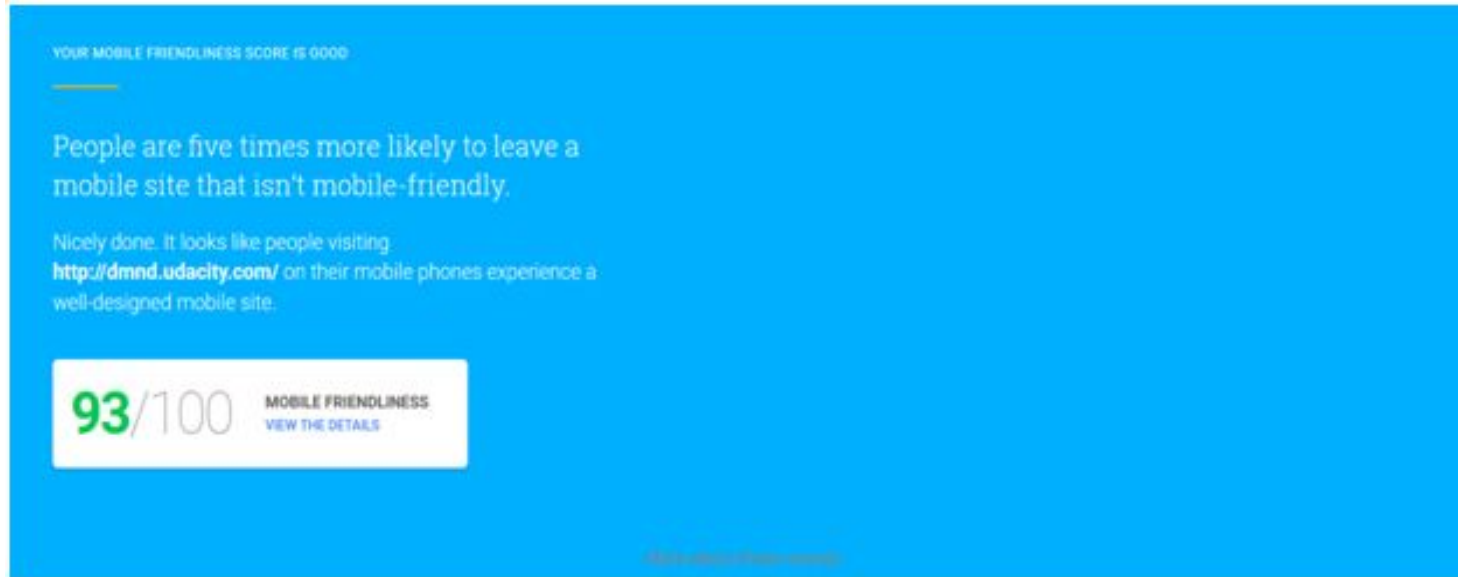 YOUR MOBILE FRIENDLINESS SCORE IS GOOD
People are five times more likely to leave a
mobile site that isn't mobile-friendly.
Nicely done. It looks like people visiting
http://dmnd.udacity.com/ on their mobile phones experience a
well-designed mobile site.
93/100
MOBILE FRIENDLINESS
VIEW THE DETAILS